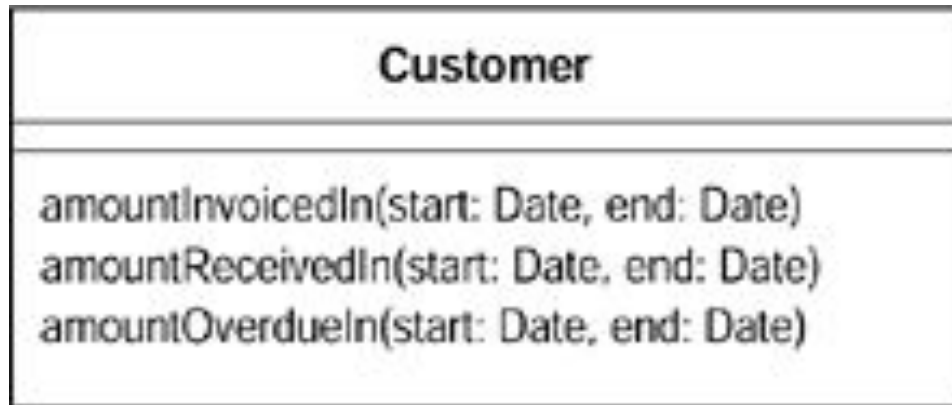 Customer
amountInvoicedIn(start: Date, end: Date)
amountReceivedIn(start: Date, end: Date)
amountOverdueIn(start: Date, end: Date)